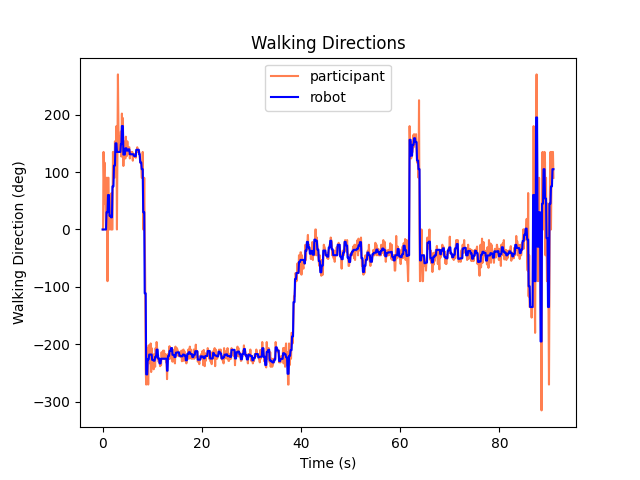 Walking Directions
participant
robot
Walking Direction (deg)
200
100
0
−100
−200
−300
0
20
40
60
80
Time (s)